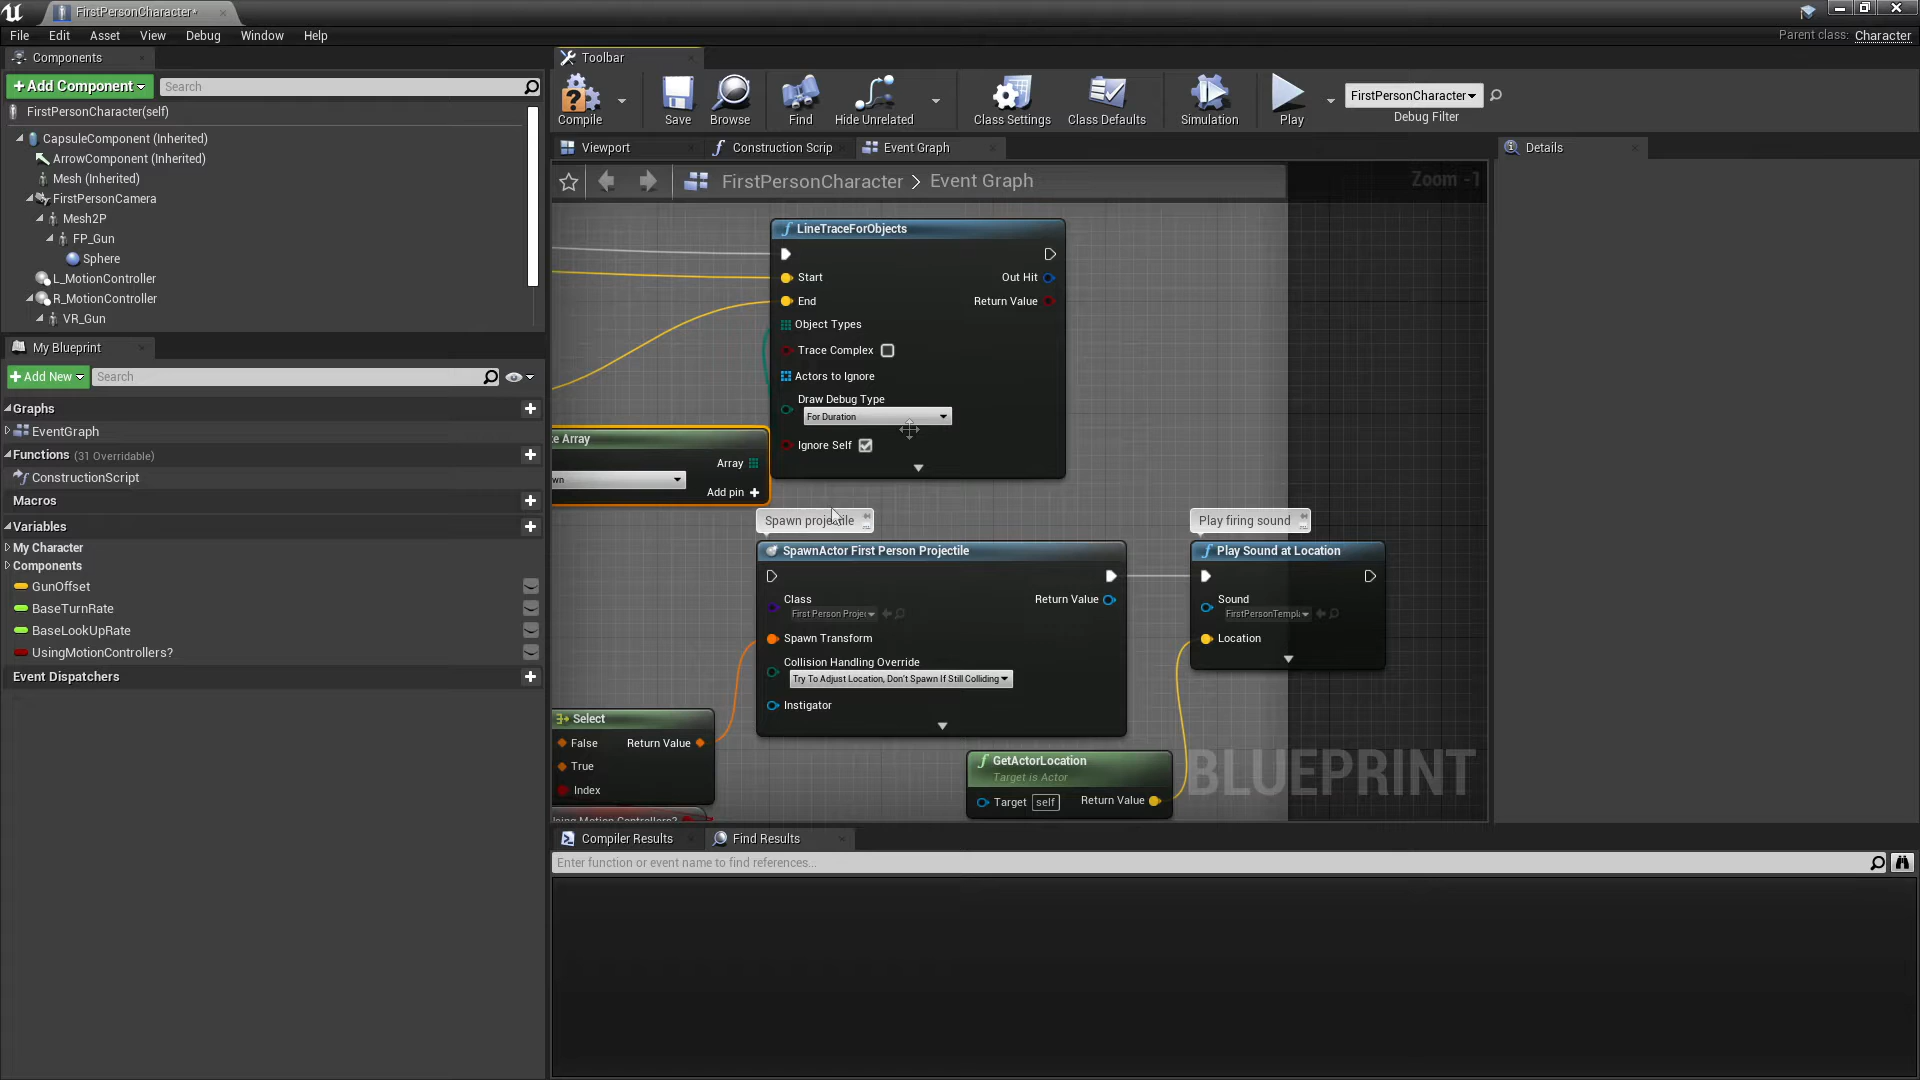 FirstPersonCharacter*
File Edit Asset View Debug Window Help
Parent class: Character
Components
Toolbar
+ Add Component
Search
FirstPersonCharacter(self)
CapsuleComponent (Inherited)
ArrowComponent (Inherited)
Mesh (Inherited)
FirstPersonCamera
Mesh2P
FP_Gun
Sphere
L_MotionController
R_MotionController
VR_Gun
Compile
Save
Browse
Find
Hide Unrelated
Class Settings
Class Defaults
Simulation
Play
FirstPersonCharacter
Debug Filter
My Blueprint
+ Add New
Search
Graphs
EventGraph
Functions (31 Overridable)
ConstructionScript
Macros
Variables
My Character
Components
GunOffset
BaseTurnRate
BaseLookUpRate
UsingMotionControllers?
Event Dispatchers
Viewport
Construction Scrip
Event Graph
Details
FirstPersonCharacter > Event Graph
Zoom -1
LineTraceForObjects
Start
Out Hit
End
Return Value
Object Types
Trace Complex
Actors to Ignore
Draw Debug Type
For Duration
Ignore Self
Array
Array
Add pin
Spawn projectile
SpawnActor First Person Projectile
Class
Return Value
First Person Projec
Spawn Transform
Collision Handling Override
Try To Adjust Location, Don't Spawn If Still Colliding
Instigator
Play firing sound
Play Sound at Location
Sound
FirstPersonTempla
Location
Select
False
Return Value
True
Index
Using Motion Controllers?
GetActorLocation
Target is Actor
Target self
Return Value
BLUEPRINT
Compiler Results
Find Results
Enter function or event name to find references...